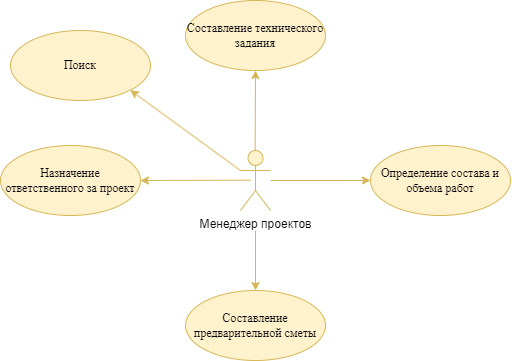 Составление технического
задания
Поиск
Назначение
ответственного за проект
Определение состава и
объема работ
Менеджер проектов
Составление
предварительной сметы